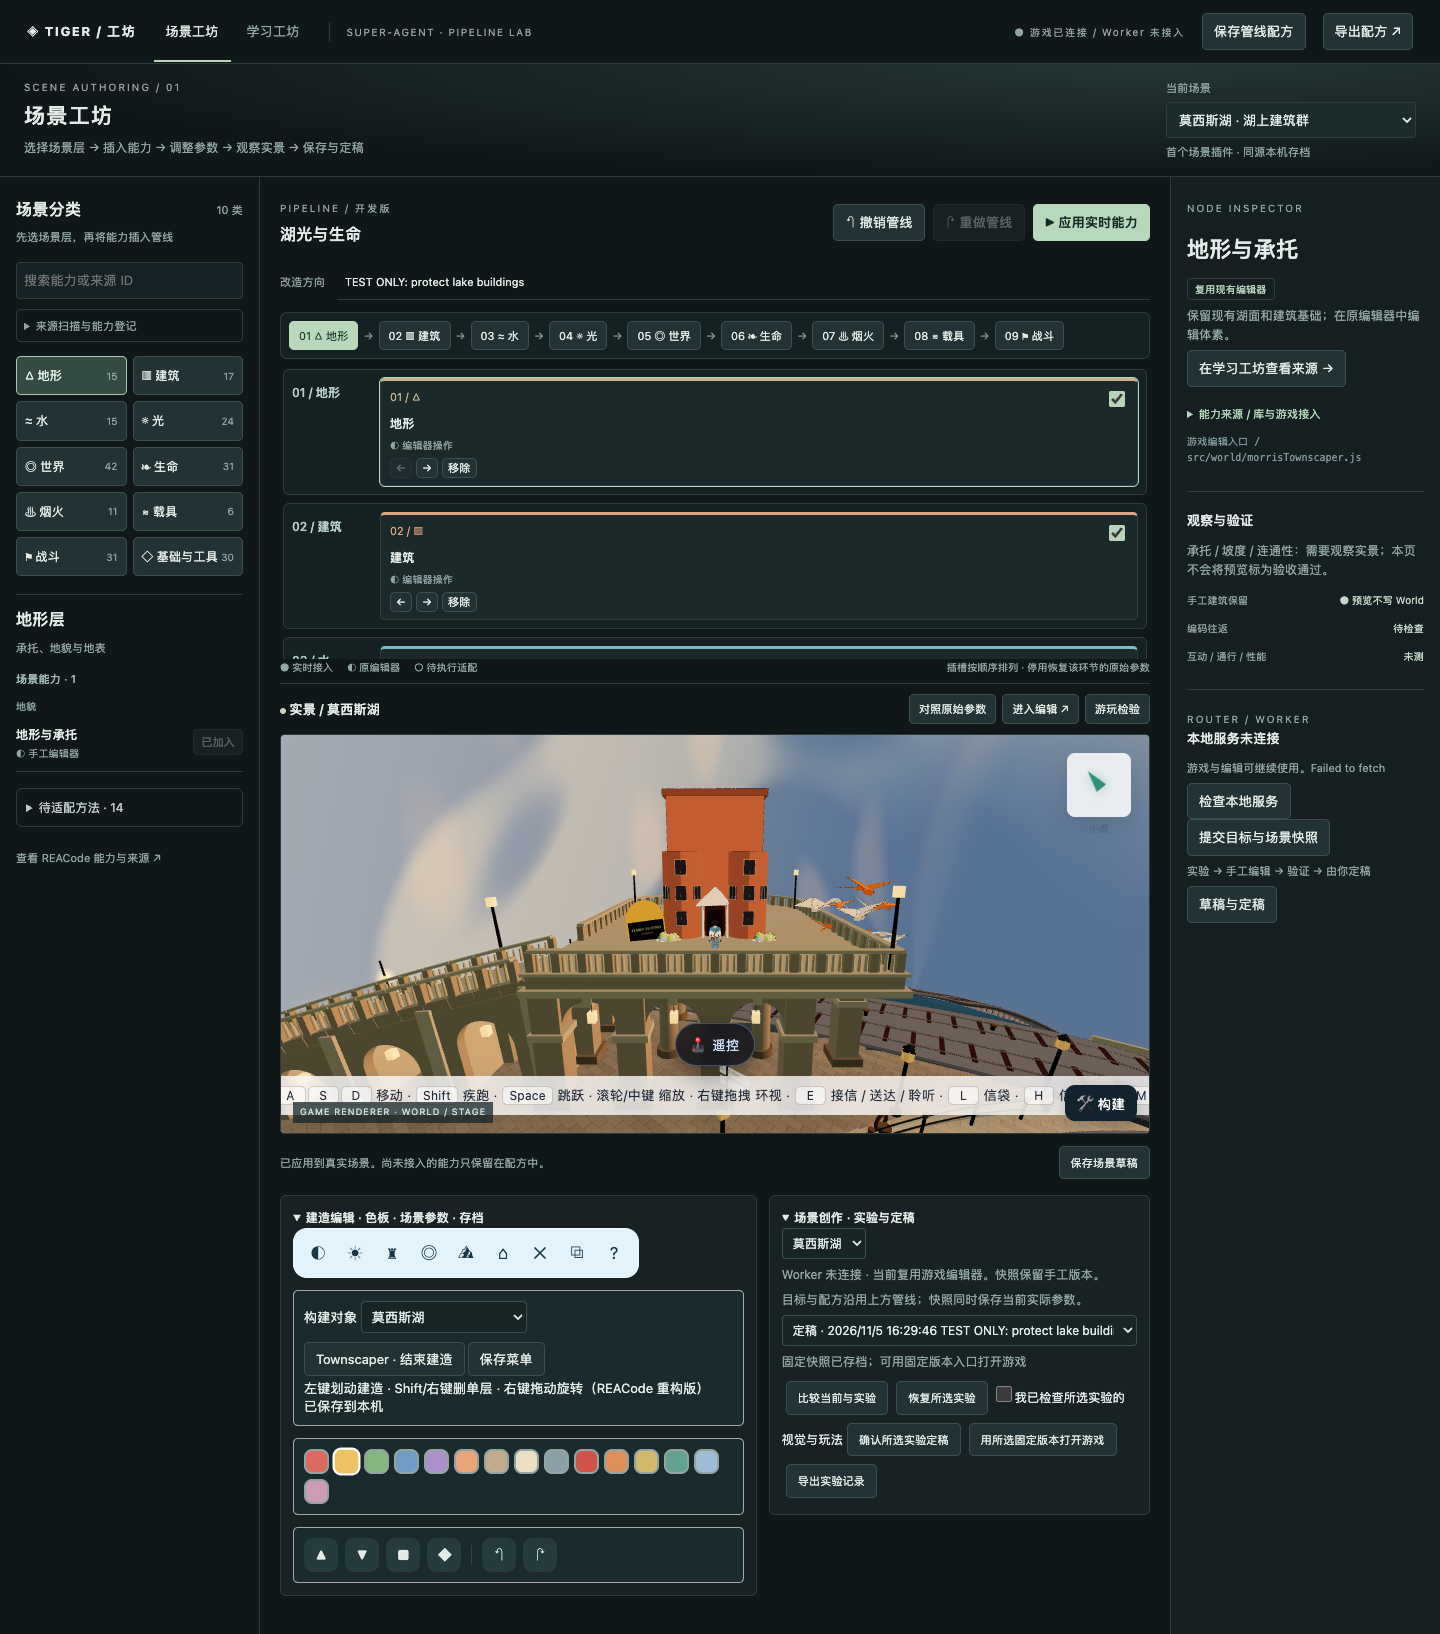 ◈ TIGER / 工坊
场景工坊
学习工坊
SUPER-AGENT · PIPELINE LAB
● 游戏已连接 / Worker 未接入
保存管线配方
导出配方 ↗
SCENE AUTHORING / 01
场景工坊
选择场景层 → 插入能力 → 调整参数 → 观察实景 → 保存与定稿
当前场景
莫西斯湖 · 湖上建筑群
首个场景插件 · 同源本机存档
场景分类
10 类
先选场景层，再将能力插入管线
搜索能力或来源 ID
▶ 来源扫描与能力登记
地形 15
建筑 17
≈ 水 15
光 24
◎ 世界 42
生命 31
烟火 11
载具 6
战斗 31
◇ 基础与工具 30
地形层
承托、地貌与地表
场景能力 · 1
地貌
地形与承托
◐ 手工编辑器
已加入
▶ 待适配方法 · 14
查看 REACode 能力与来源 ↗
PIPELINE / 开发版
湖光与生命
撤销管线
重做管线
▶ 应用实时能力
改造方向
TEST ONLY: protect lake buildings
01 地形 → 02 建筑 → 03 ≈ 水 → 04 光 → 05 ◎ 世界 → 06 生命 → 07 烟火 → 08 载具 → 09 战斗
01 / 地形
01 /
地形
◐ 编辑器操作
← → 移除
02 / 建筑
02 /
建筑
◐ 编辑器操作
← → 移除
● 实时接入 ◐ 原编辑器 ○ 待执行适配
插槽按顺序排列 · 停用恢复该环节的原始参数
● 实景 / 莫西斯湖
对照原始参数
进入编辑 ↗
游玩检验
小虎
遥控
A S D 移动 · Shift 疾跑 · Space 跳跃 · 滚轮/中键 缩放 · 右键拖拽 环视 · E 接信 / 送达 / 聆听 · L 信袋 · H
M
GAME RENDERER · WORLD / STAGE
构建
已应用到真实场景。尚未接入的能力只保留在配方中。
保存场景草稿
▼ 建造编辑 · 色板 · 场景参数 · 存档
?
构建对象 莫西斯湖
Townscaper · 结束建造
保存菜单
左键划动建造 · Shift/右键删单层 · 右键拖动旋转（REACode 重构版）
已保存到本机
▼ 场景创作 · 实验与定稿
莫西斯湖
Worker 未连接 · 当前复用游戏编辑器。快照保留手工版本。
目标与配方沿用上方管线；快照同时保存当前实际参数。
定稿 · 2026/11/5 16:29:46 TEST ONLY: protect lake buildi
固定快照已存档；可用固定版本入口打开游戏
比较当前与实验
恢复所选实验
我已检查所选实验的
视觉与玩法
确认所选实验定稿
用所选固定版本打开游戏
导出实验记录
NODE INSPECTOR
地形与承托
复用现有编辑器
保留现有湖面和建筑基础；在原编辑器中编
辑体素。
在学习工坊查看来源 →
▶ 能力来源 / 库与游戏接入
游戏编辑入口 /
src/world/morrisTownscaper.js
观察与验证
承托 / 坡度 / 连通性：需要观察实景；本页
不会将预览标为验收通过。
手工建筑保留
● 预览不写 World
编码往返
待检查
互动 / 通行 / 性能
未测
ROUTER / WORKER
本地服务未连接
游戏与编辑可继续使用。Failed to fetch
检查本地服务
提交目标与场景快照
实验 → 手工编辑 → 验证 → 由你定稿
草稿与定稿